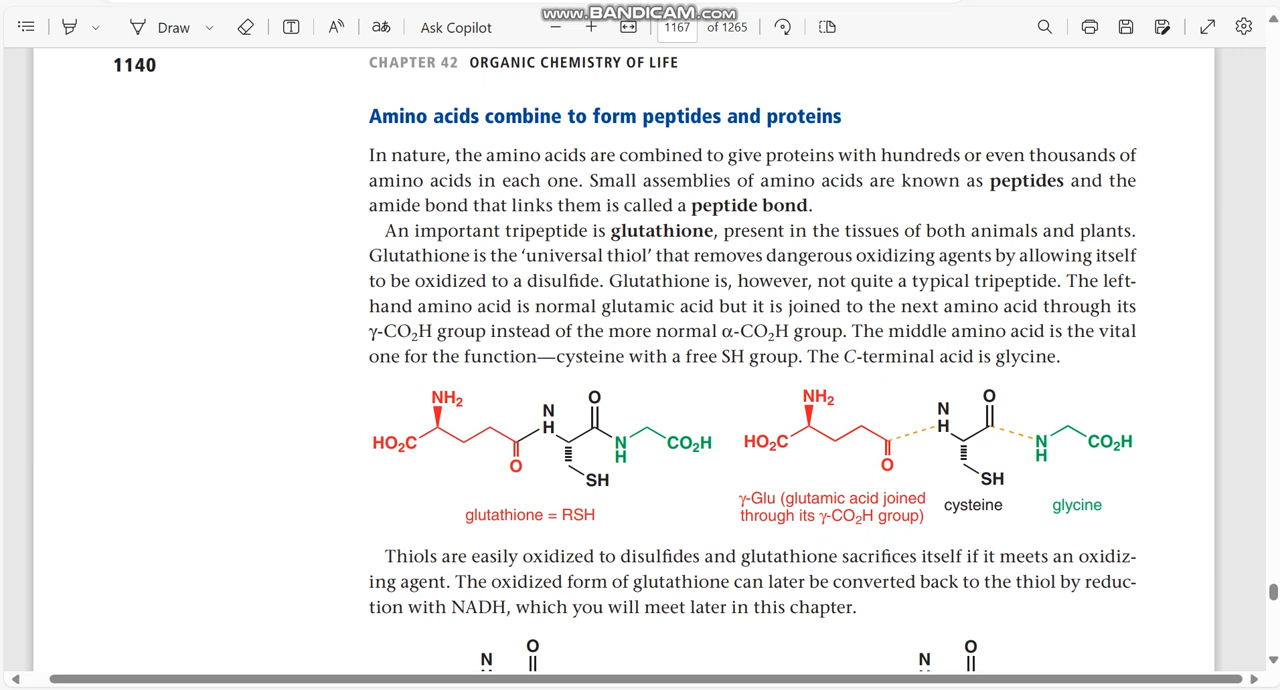 www.BANDICAM.com
Draw
A))
aあ
Ask Copilot
1167 of 1265
1140
CHAPTER 42 ORGANIC CHEMISTRY OF LIFE
Amino acids combine to form peptides and proteins
In nature, the amino acids are combined to give proteins with hundreds or even thousands of
amino acids in each one. Small assemblies of amino acids are known as peptides and the
amide bond that links them is called a peptide bond.
An important tripeptide is glutathione, present in the tissues of both animals and plants.
Glutathione is the ‘universal thiol’ that removes dangerous oxidizing agents by allowing itself
to be oxidized to a disulfide. Glutathione is, however, not quite a typical tripeptide. The left-
hand amino acid is normal glutamic acid but it is joined to the next amino acid through its
γ-CO₂H group instead of the more normal α-CO₂H group. The middle amino acid is the vital
one for the function—cysteine with a free SH group. The C-terminal acid is glycine.
NH₂ N H O HO₂C O N H CO₂H SH
glutathione = RSH
NH₂ N H O HO₂C O N H CO₂H SH
γ-Glu (glutamic acid joined
through its γ-CO₂H group)
cysteine
glycine
Thiols are easily oxidized to disulfides and glutathione sacrifices itself if it meets an oxidiz-
ing agent. The oxidized form of glutathione can later be converted back to the thiol by reduc-
tion with NADH, which you will meet later in this chapter.
N O N O